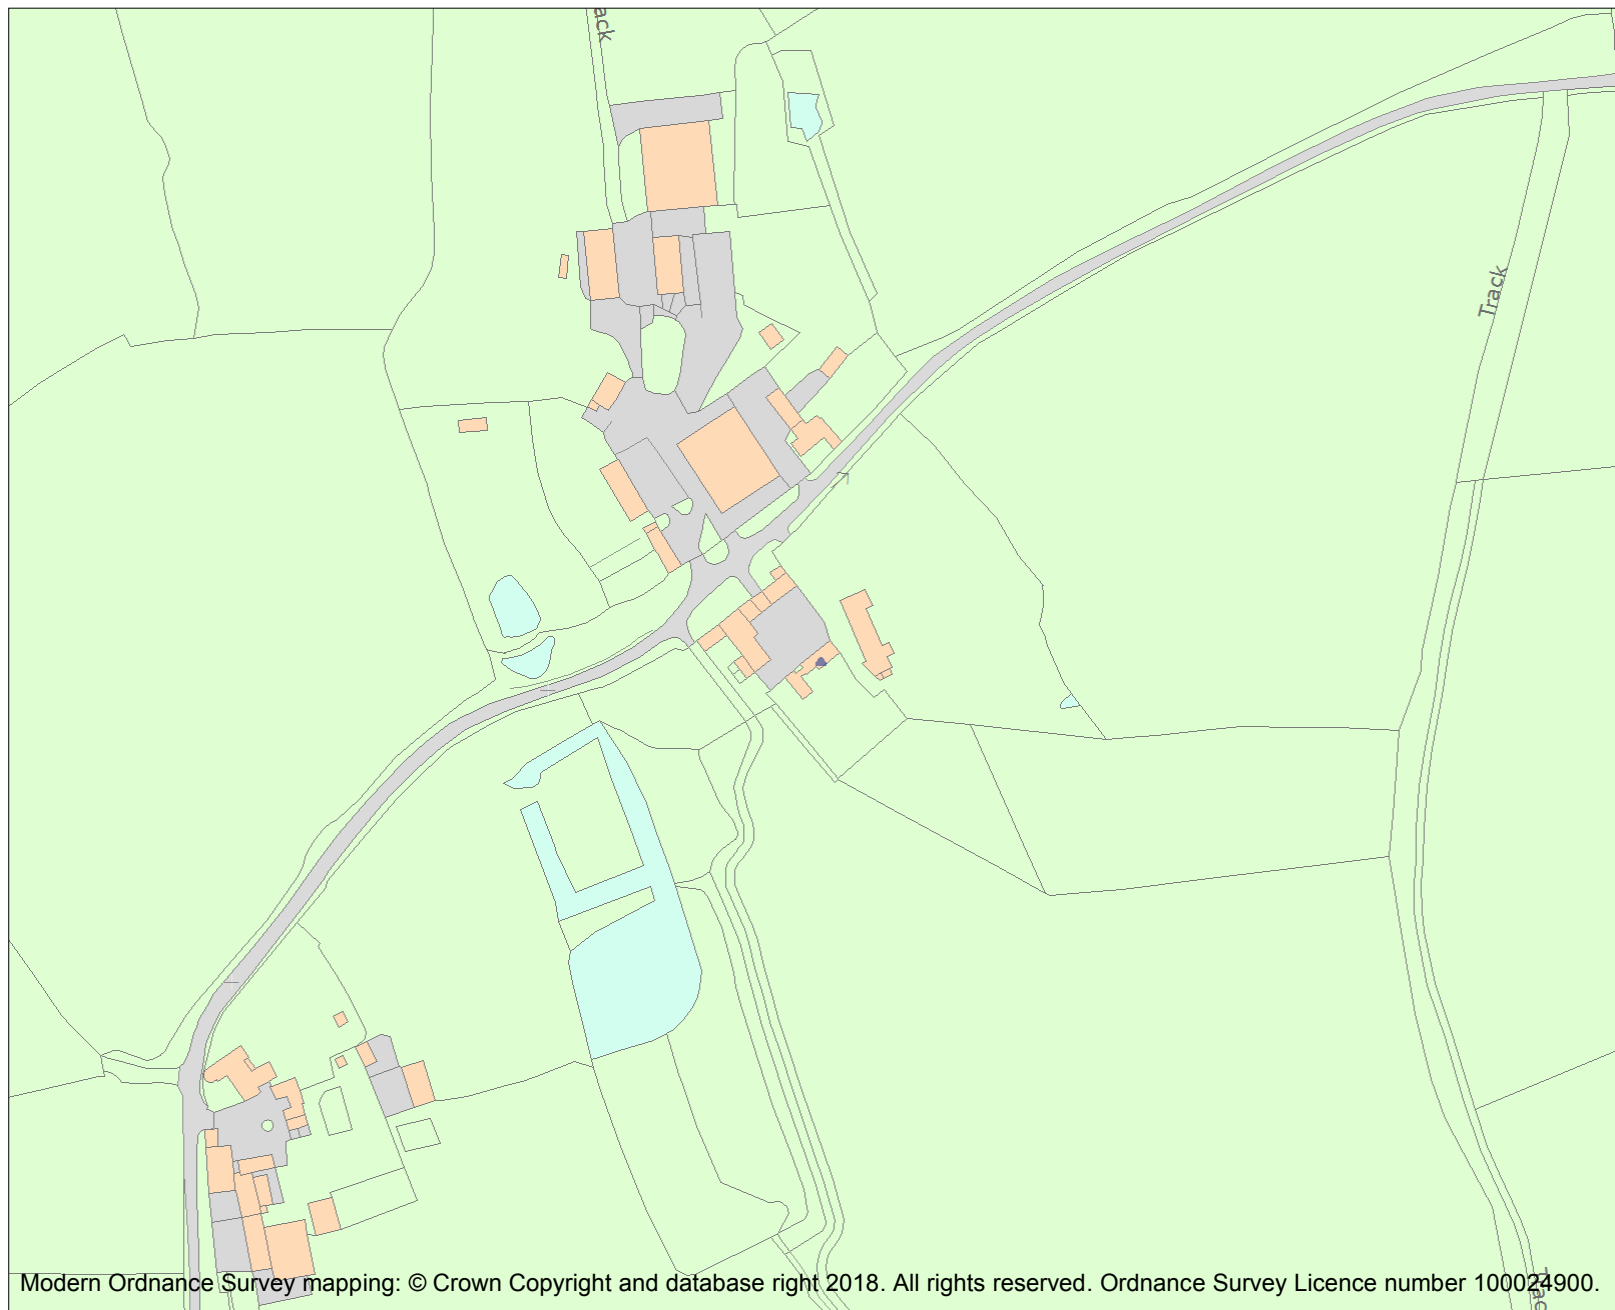 ack
Track
Modern Ordnance Survey mapping: © Crown Copyright and database right 2018. All rights reserved. Ordnance Survey Licence number 100024900.